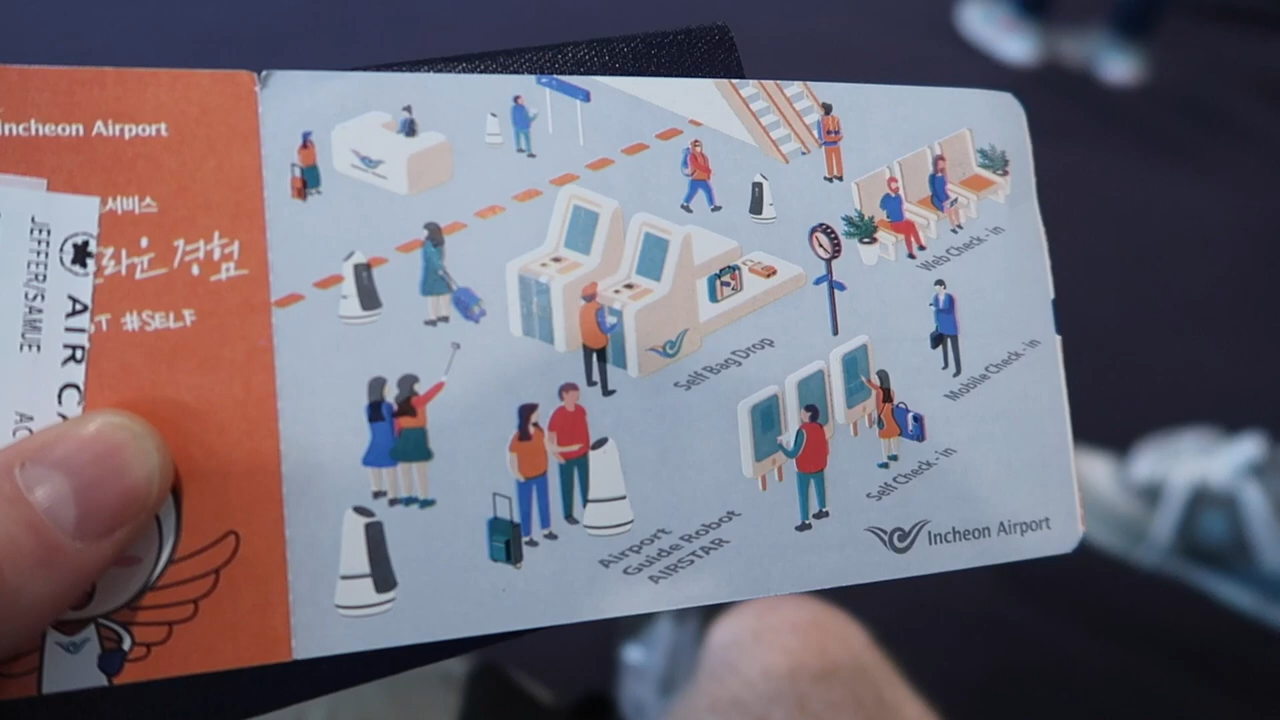 Incheon Airport
서비스
라운 경험
#SELF
JEFFER/SAMUE
AIR
Self Bag Drop
Web Check - in
Mobile Check - in
Self Check - in
Airport
Guide Robot
AIRSTAR
Incheon Airport